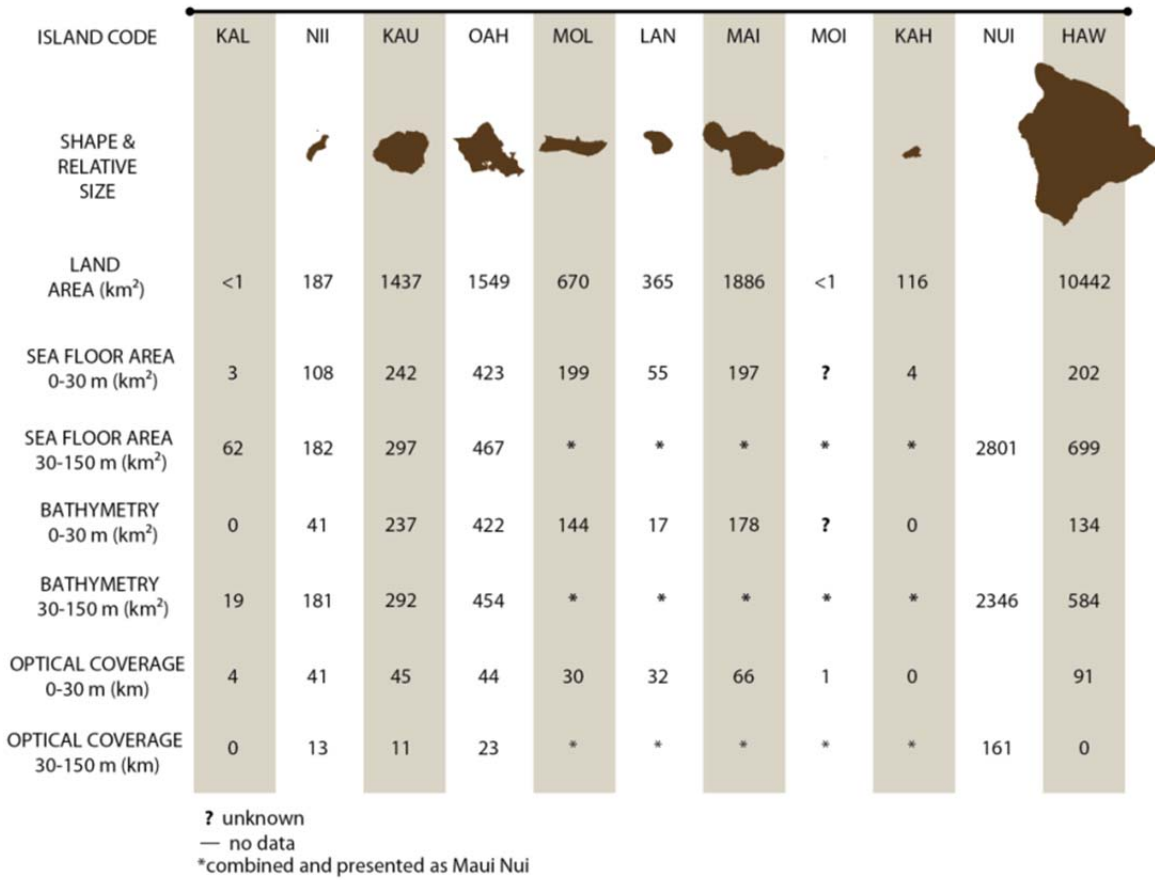 ISLAND CODE KAL NII KAU OAH MOL LAN MAI MOI KAH NUI HAW
SHAPE &
RELATIVE
SIZE
LAND
AREA (km²) <1 187 1437 1549 670 365 1886 <1 116 10442
SEA FLOOR AREA
0-30 m (km²) 3 108 242 423 199 55 197 ? 4 202
SEA FLOOR AREA
30-150 m (km²) 62 182 297 467 * * * * * 2801 699
BATHYMETRY
0-30 m (km²) 0 41 237 422 144 17 178 ? 0 134
BATHYMETRY
30-150 m (km²) 19 181 292 454 * * * * * 2346 584
OPTICAL COVERAGE
0-30 m (km) 4 41 45 44 30 32 66 1 0 91
OPTICAL COVERAGE
30-150 m (km) 0 13 11 23 * * * * * 161 0
? unknown
— no data
*combined and presented as Maui Nui